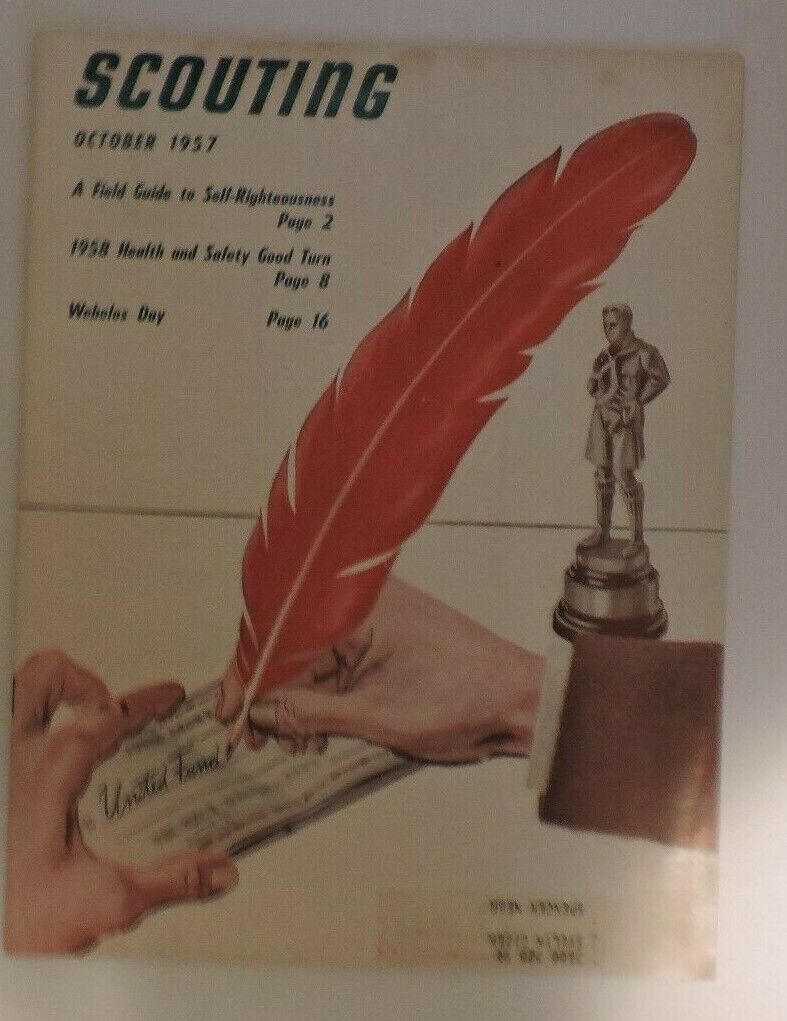 SCOUTING
OCTOBER 1957
A Field Guide to Self-Righteousness
Page 2
1958 Health and Safety Good Turn
Page 8
Webelos Day Page 16
United Fund